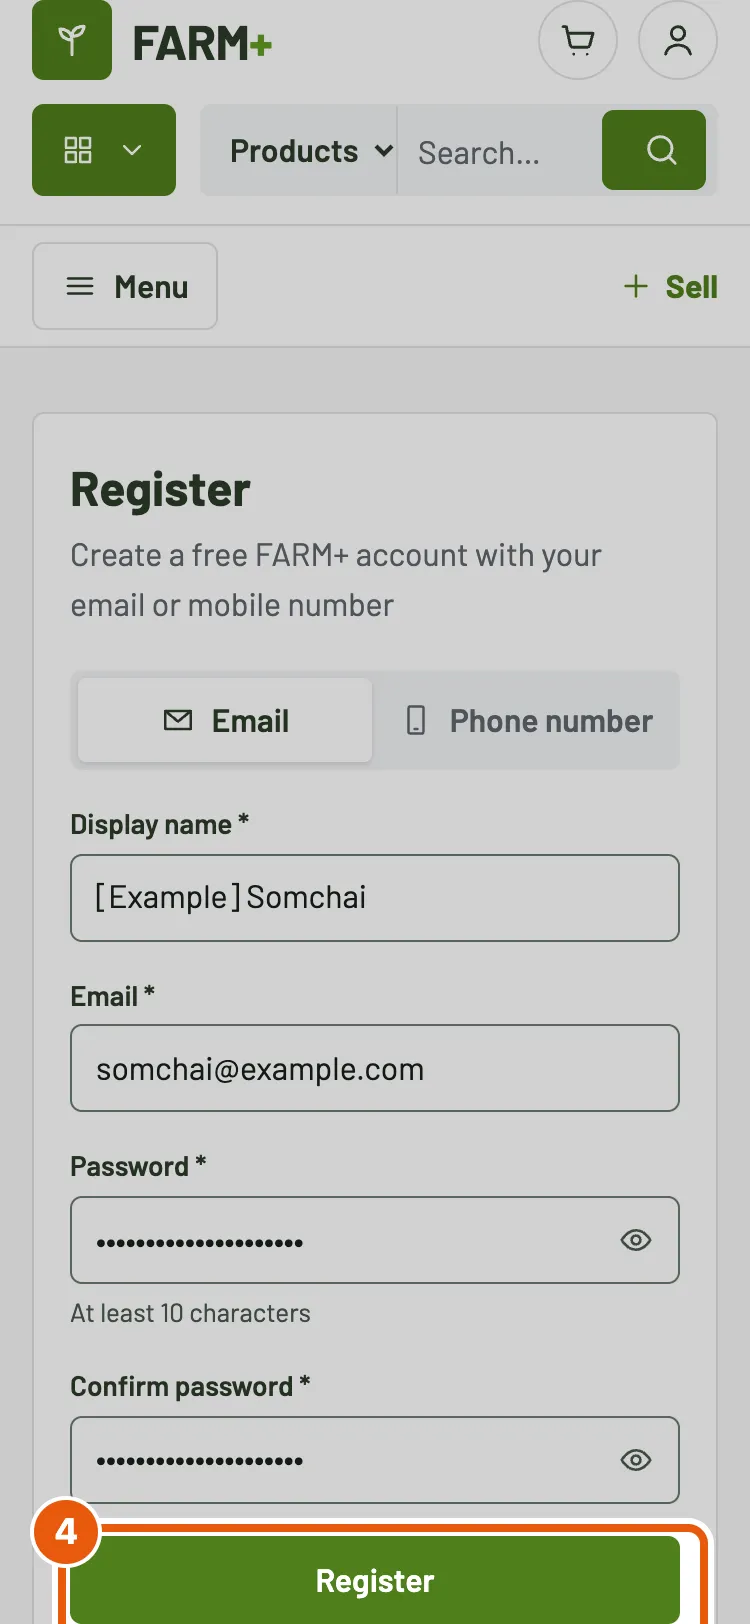 FARM+
Products
Search...
Menu
+ Sell
Register
Create a free FARM+ account with your
email or mobile number
Email
Phone number
Display name *
[Example] Somchai
Email *
somchai@example.com
Password *
•••••••••••••••••••••
At least 10 characters
Confirm password *
•••••••••••••••••••••
4
Register